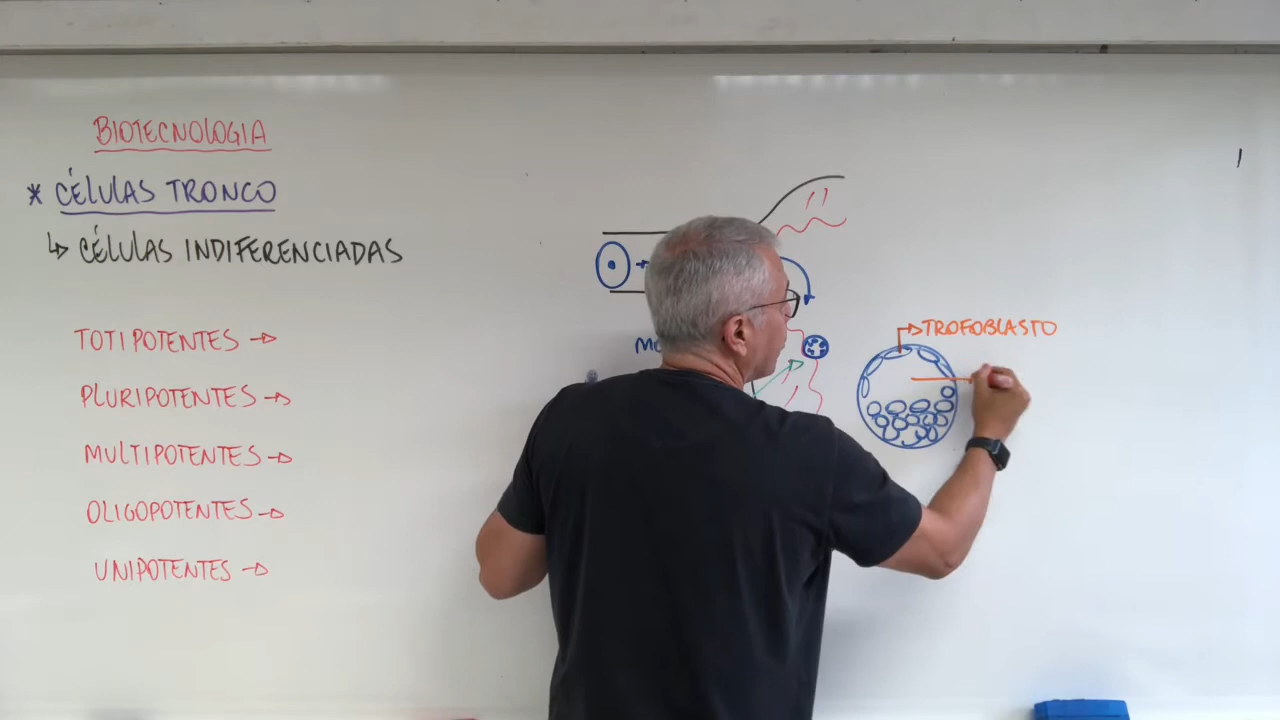 BIOTECNOLOGIA
* CÉLULAS TRONCO
↳ CÉLULAS INDIFERENCIADAS
TROFOBLASTO
TOTIPOTENTES →
PLURIPOTENTES →
MULTIPOTENTES →
OLIGOPOTENTES →
UNIPOTENTES →